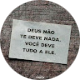 DEUS NÃO
TE DEVE NADA,
VOCÊ DEVE
TUDO A ELE.